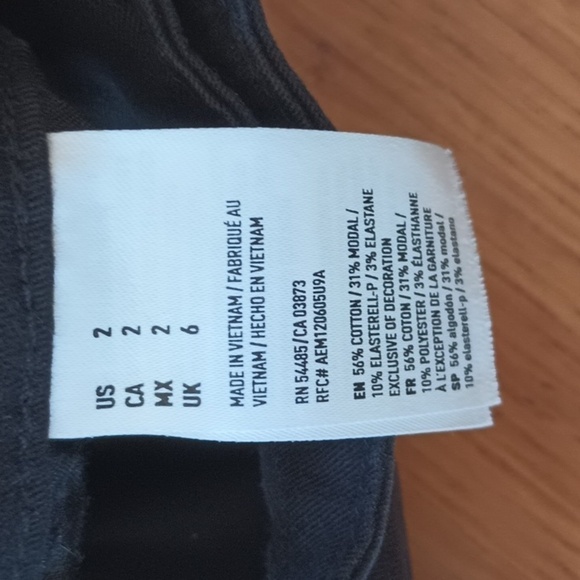 US 2
CA 2
MX 2
UK 6
MADE IN VIETNAM / FABRIQUÉ AU
VIETNAM / HECHO EN VIETNAM
RN 54485/CA 03873
RFC# AEM120605U9A
EN 56% COTTON / 31% MODAL /
10% ELASTERELL-P / 3% ELASTANE
EXCLUSIVE OF DECORATION
FR 56% COTON / 31% MODAL /
10% POLYESTER / 3% ÉLASTHANNE
À L'EXCEPTION DE LA GARNITURE
SP 56% algodón / 31% modal /
10% elasterell-p / 3% elastano